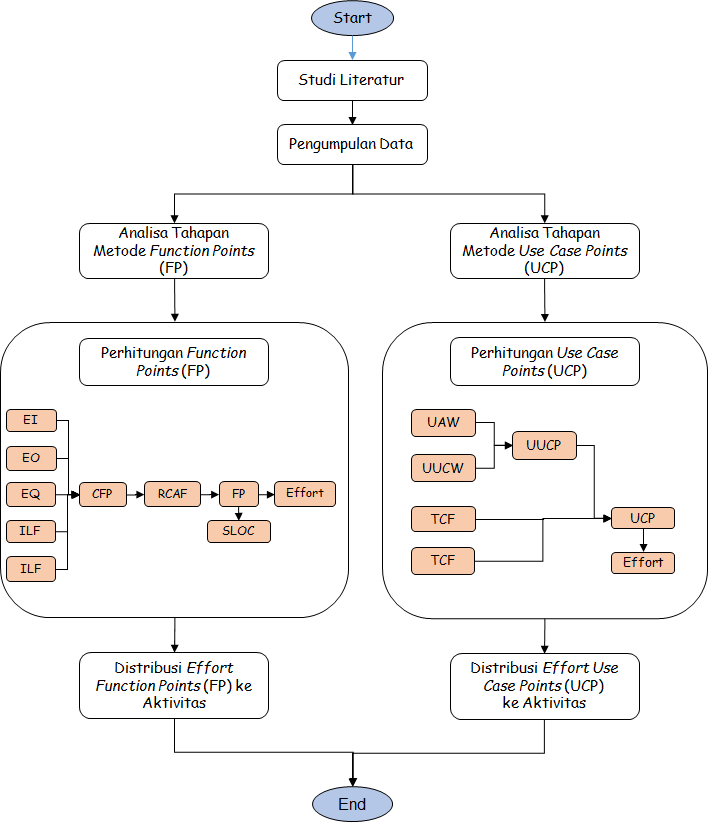 Start
Studi Literatur
Pengumpulan Data
Analisa Tahapan
Metode Function Points
(FP)
Analisa Tahapan
Metode Use Case Points
(UCP)
Perhitungan Function
Points (FP)
EI
EO
EQ
ILF
ILF
CFP
RCAF
FP
Effort
SLOC
Perhitungan Use Case
Points (UCP)
UAW
UUCW
UUCP
TCF
TCF
UCP
Effort
Distribusi Effort
Function Points (FP) ke
Aktivitas
Distribusi Effort Use
Case Points (UCP)
ke Aktivitas
End